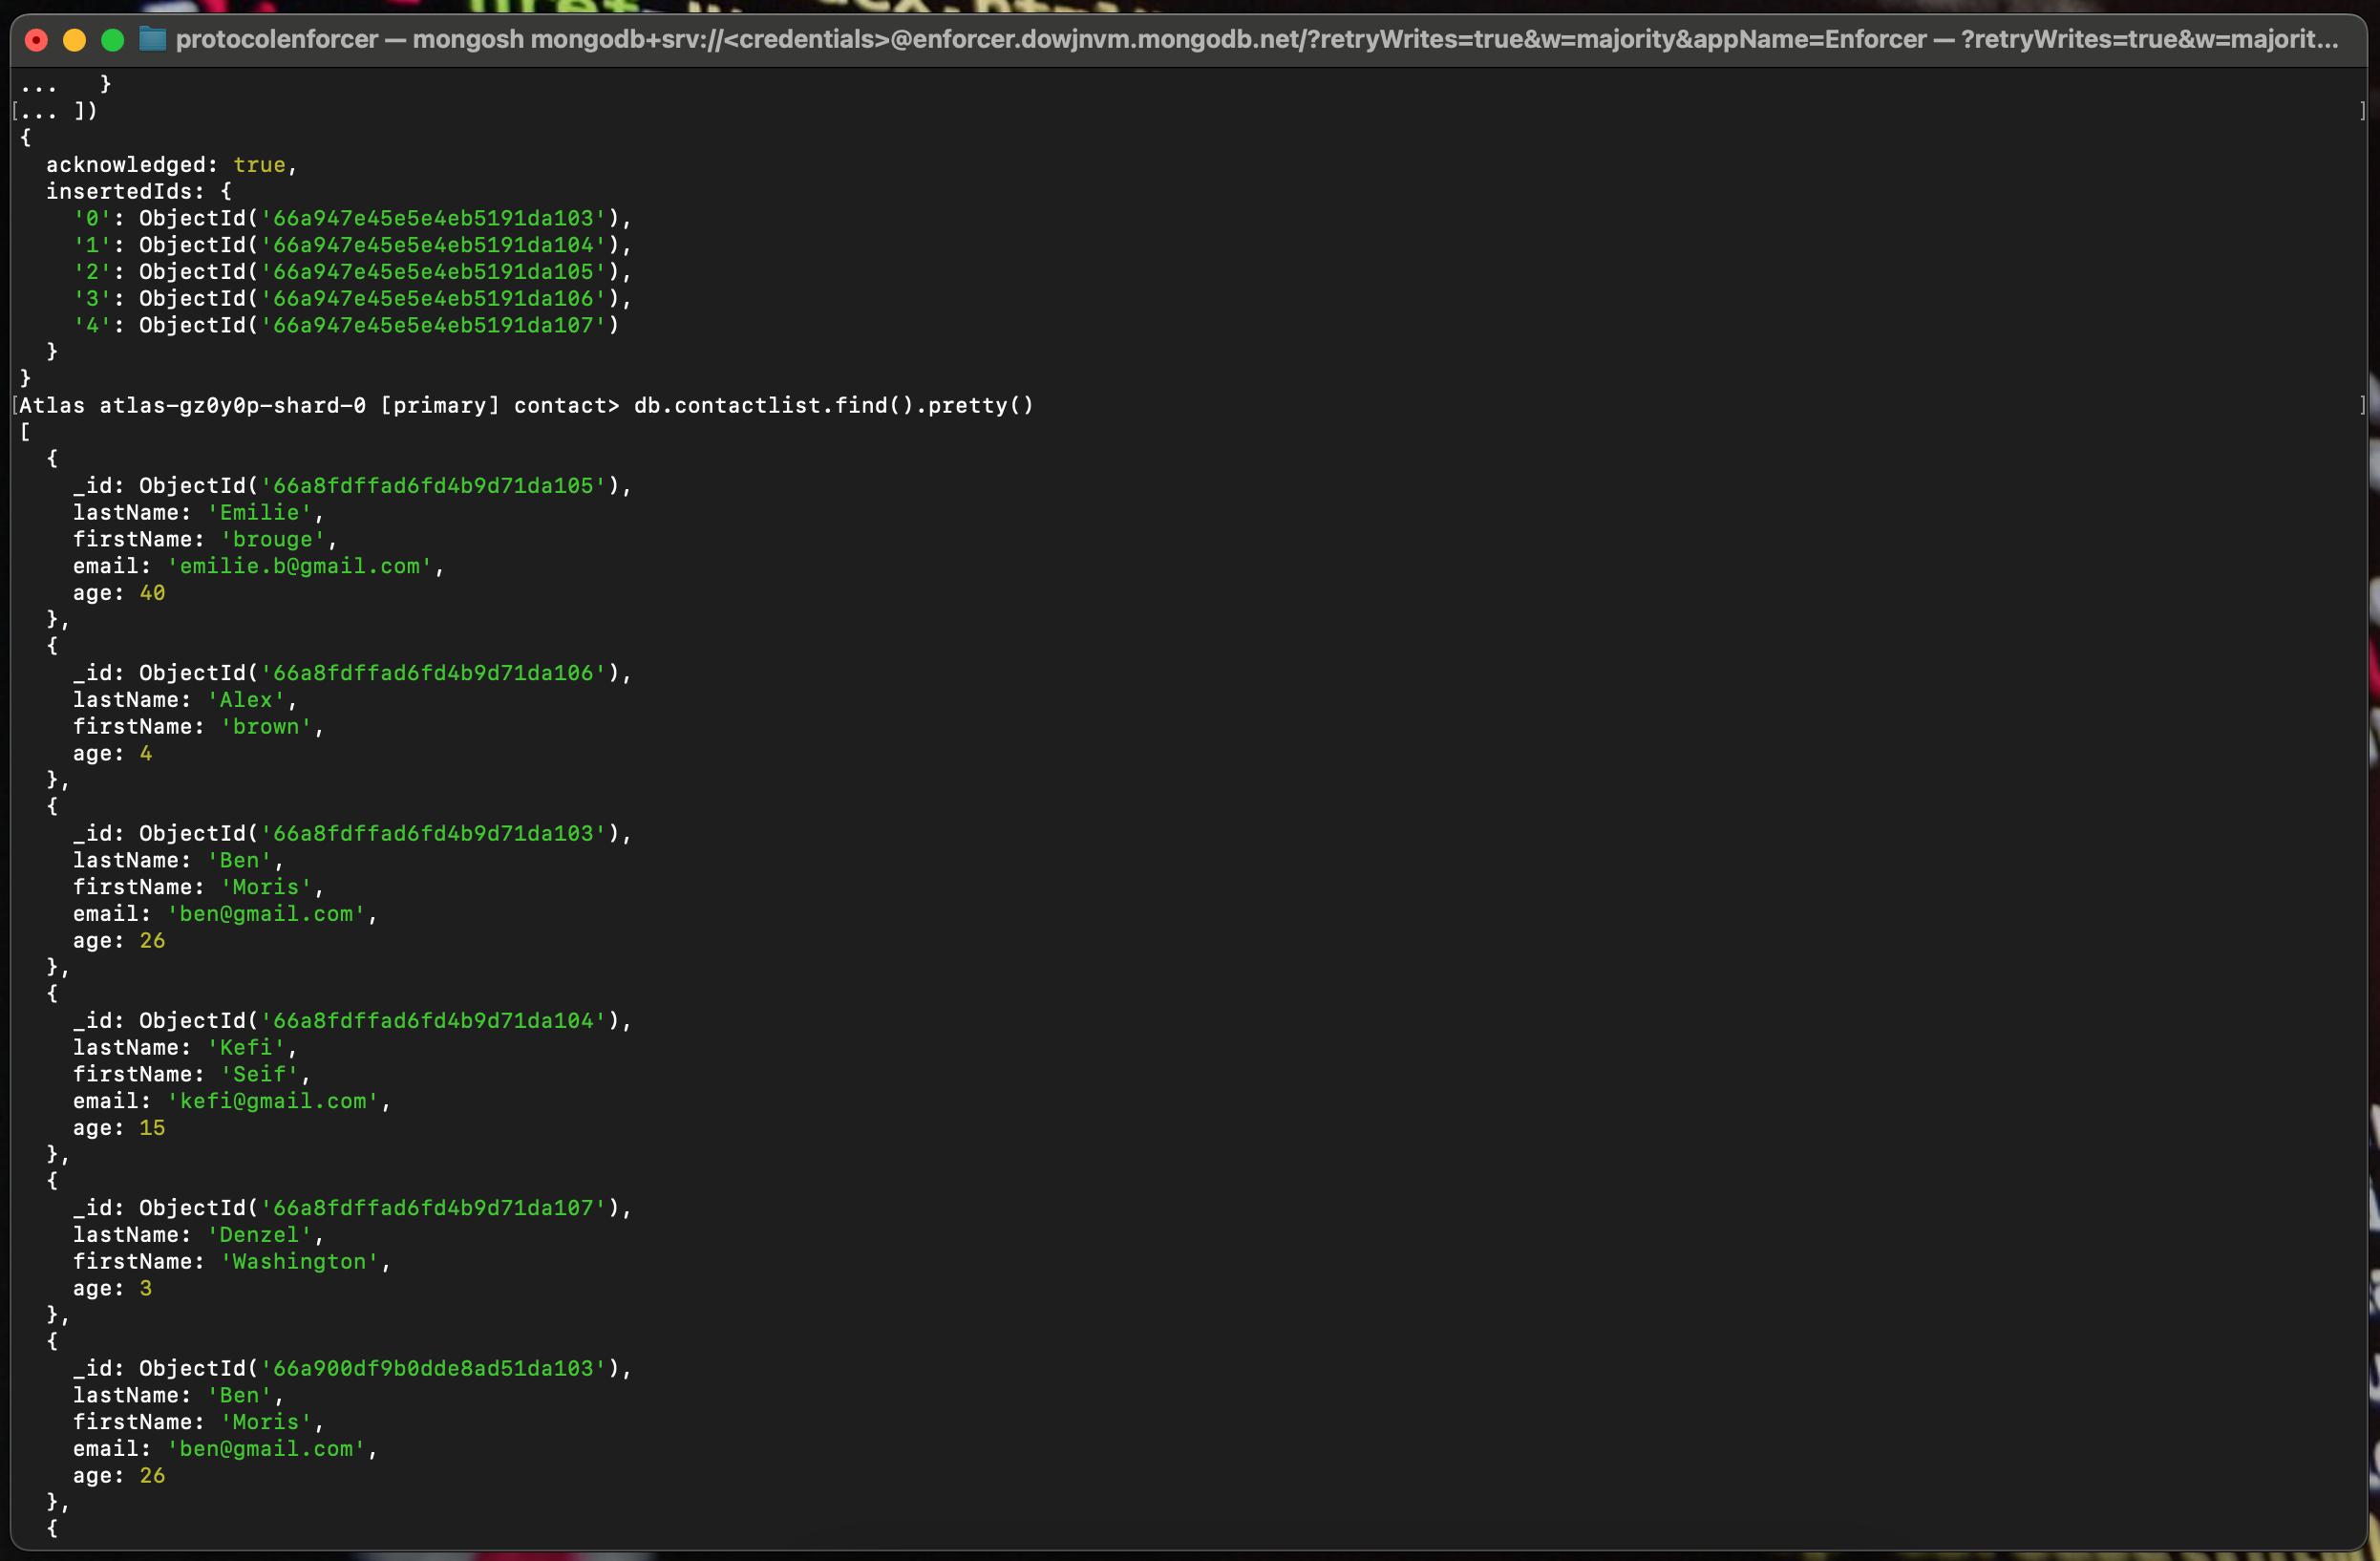 protocolenforcer — mongosh mongodb+srv://<credentials>@enforcer.dowjnvm.mongodb.net/?retryWrites=true&w=majority&appName=Enforcer — ?retryWrites=true&w=majorit...
...   }
[... ])                    ]
{
  acknowledged: true,
  insertedIds: {
    '0': ObjectId('66a947e45e5e4eb5191da103'),
    '1': ObjectId('66a947e45e5e4eb5191da104'),
    '2': ObjectId('66a947e45e5e4eb5191da105'),
    '3': ObjectId('66a947e45e5e4eb5191da106'),
    '4': ObjectId('66a947e45e5e4eb5191da107')
  }
}
[Atlas atlas-gz0y0p-shard-0 [primary] contact> db.contactlist.find().pretty()                    ]
[
  {
    _id: ObjectId('66a8fdffad6fd4b9d71da105'),
    lastName: 'Emilie',
    firstName: 'brouge',
    email: 'emilie.b@gmail.com',
    age: 40
  },
  {
    _id: ObjectId('66a8fdffad6fd4b9d71da106'),
    lastName: 'Alex',
    firstName: 'brown',
    age: 4
  },
  {
    _id: ObjectId('66a8fdffad6fd4b9d71da103'),
    lastName: 'Ben',
    firstName: 'Moris',
    email: 'ben@gmail.com',
    age: 26
  },
  {
    _id: ObjectId('66a8fdffad6fd4b9d71da104'),
    lastName: 'Kefi',
    firstName: 'Seif',
    email: 'kefi@gmail.com',
    age: 15
  },
  {
    _id: ObjectId('66a8fdffad6fd4b9d71da107'),
    lastName: 'Denzel',
    firstName: 'Washington',
    age: 3
  },
  {
    _id: ObjectId('66a900df9b0dde8ad51da103'),
    lastName: 'Ben',
    firstName: 'Moris',
    email: 'ben@gmail.com',
    age: 26
  },
  {